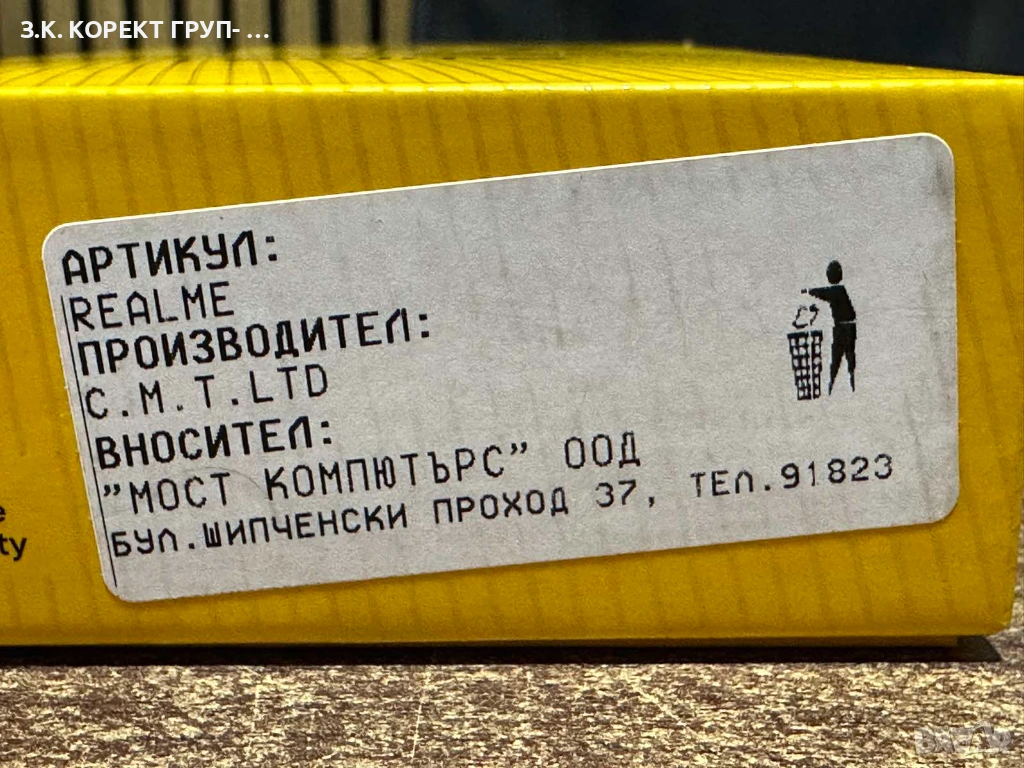 З.К. КОРЕКТ ГРУП- ...
АРТИКУЛ:
REALME
ПРОИЗВОДИТЕЛ:
C.M.T.LTD
ВНОСИТЕЛ:
”МОСТ КОМПЮТЪРС” ООД
БУЛ.ШИПЧЕНСКИ ПРОХОД 37, ТЕЛ.91823